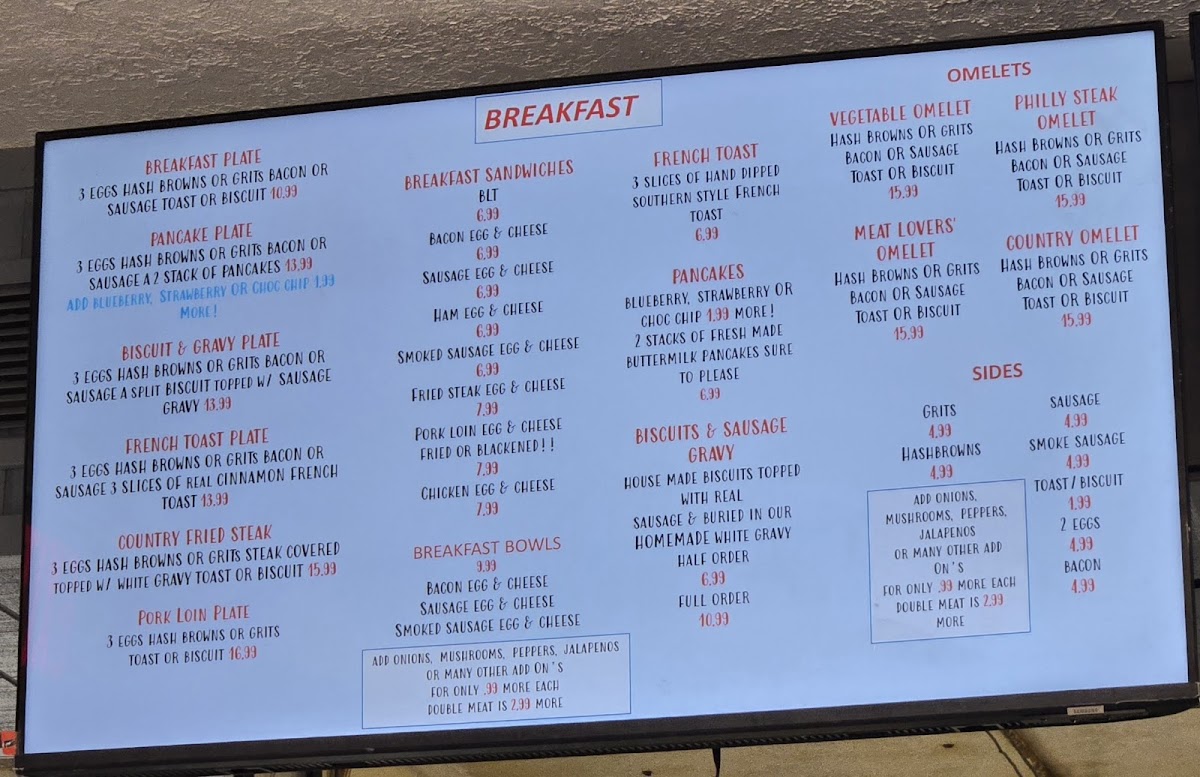 BREAKFAST
BREAKFAST PLATE
3 EGGS HASH BROWNS OR GRITS BACON OR
SAUSAGE TOAST OR BISCUIT 10.99
PANCAKE PLATE
3 EGGS HASH BROWNS OR GRITS BACON OR
SAUSAGE A 2 STACK OF PANCAKES 13.99
ADD BLUEBERRY, STRAWBERRY OR CHOC CHIP 1.99
MORE!
BISCUIT & GRAVY PLATE
3 EGGS HASH BROWNS OR GRITS BACON OR
SAUSAGE A SPLIT BISCUIT TOPPED W/ SAUSAGE
GRAVY 13.99
FRENCH TOAST PLATE
3 EGGS HASH BROWNS OR GRITS BACON OR
SAUSAGE 3 SLICES OF REAL CINNAMON FRENCH
TOAST 13.99
COUNTRY FRIED STEAK
3 EGGS HASH BROWNS OR GRITS STEAK COVERED
TOPPED W/ WHITE GRAVY TOAST OR BISCUIT 15.99
PORK LOIN PLATE
3 EGGS HASH BROWNS OR GRITS
TOAST OR BISCUIT 16.99
BREAKFAST SANDWICHES
BLT
6.99
BACON EGG & CHEESE
6.99
SAUSAGE EGG & CHEESE
6.99
HAM EGG & CHEESE
6.99
SMOKED SAUSAGE EGG & CHEESE
6.99
FRIED STEAK EGG & CHEESE
7.99
PORK LOIN EGG & CHEESE
FRIED OR BLACKENED!!
7.99
CHICKEN EGG & CHEESE
7.99
BREAKFAST BOWLS
9.99
BACON EGG & CHEESE
SAUSAGE EGG & CHEESE
SMOKED SAUSAGE EGG & CHEESE
ADD ONIONS, MUSHROOMS, PEPPERS, JALAPENOS
OR MANY OTHER ADD ON'S
FOR ONLY .99 MORE EACH
DOUBLE MEAT IS 2.99 MORE
FRENCH TOAST
3 SLICES OF HAND DIPPED
SOUTHERN STYLE FRENCH
TOAST
6.99
PANCAKES
BLUEBERRY, STRAWBERRY OR
CHOC CHIP 1.99 MORE!
2 STACKS OF FRESH MADE
BUTTERMILK PANCAKES SURE
TO PLEASE
6.99
BISCUITS & SAUSAGE
GRAVY
HOUSE MADE BISCUITS TOPPED
WITH REAL
SAUSAGE & BURIED IN OUR
HOMEMADE WHITE GRAVY
HALF ORDER
6.99
FULL ORDER
10.99
OMELETS
VEGETABLE OMELET
HASH BROWNS OR GRITS
BACON OR SAUSAGE
TOAST OR BISCUIT
15.99
PHILLY STEAK
OMELET
HASH BROWNS OR GRITS
BACON OR SAUSAGE
TOAST OR BISCUIT
15.99
MEAT LOVERS'
OMELET
HASH BROWNS OR GRITS
BACON OR SAUSAGE
TOAST OR BISCUIT
15.99
COUNTRY OMELET
HASH BROWNS OR GRITS
BACON OR SAUSAGE
TOAST OR BISCUIT
15.99
SIDES
GRITS
4.99
HASHBROWNS
4.99
ADD ONIONS,
MUSHROOMS, PEPPERS,
JALAPENOS
OR MANY OTHER ADD
ON'S
FOR ONLY .99 MORE EACH
DOUBLE MEAT IS 2.99
MORE
SAUSAGE
4.99
SMOKE SAUSAGE
4.99
TOAST/BISCUIT
1.99
2 EGGS
4.99
BACON
4.99
SAMSUNG